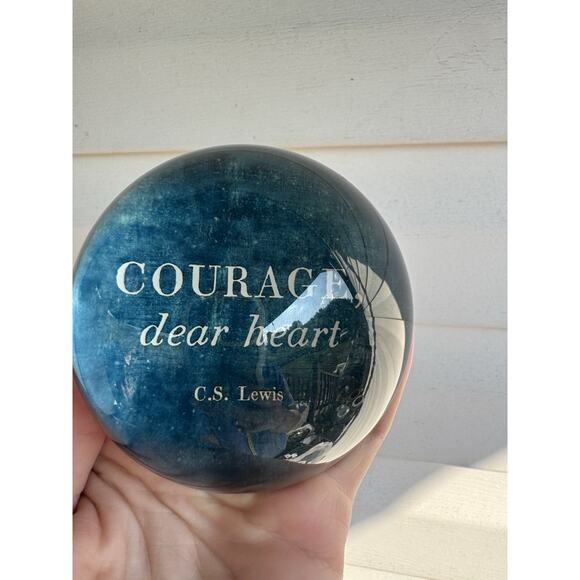 COURAGE,
dear heart
C.S. Lewis